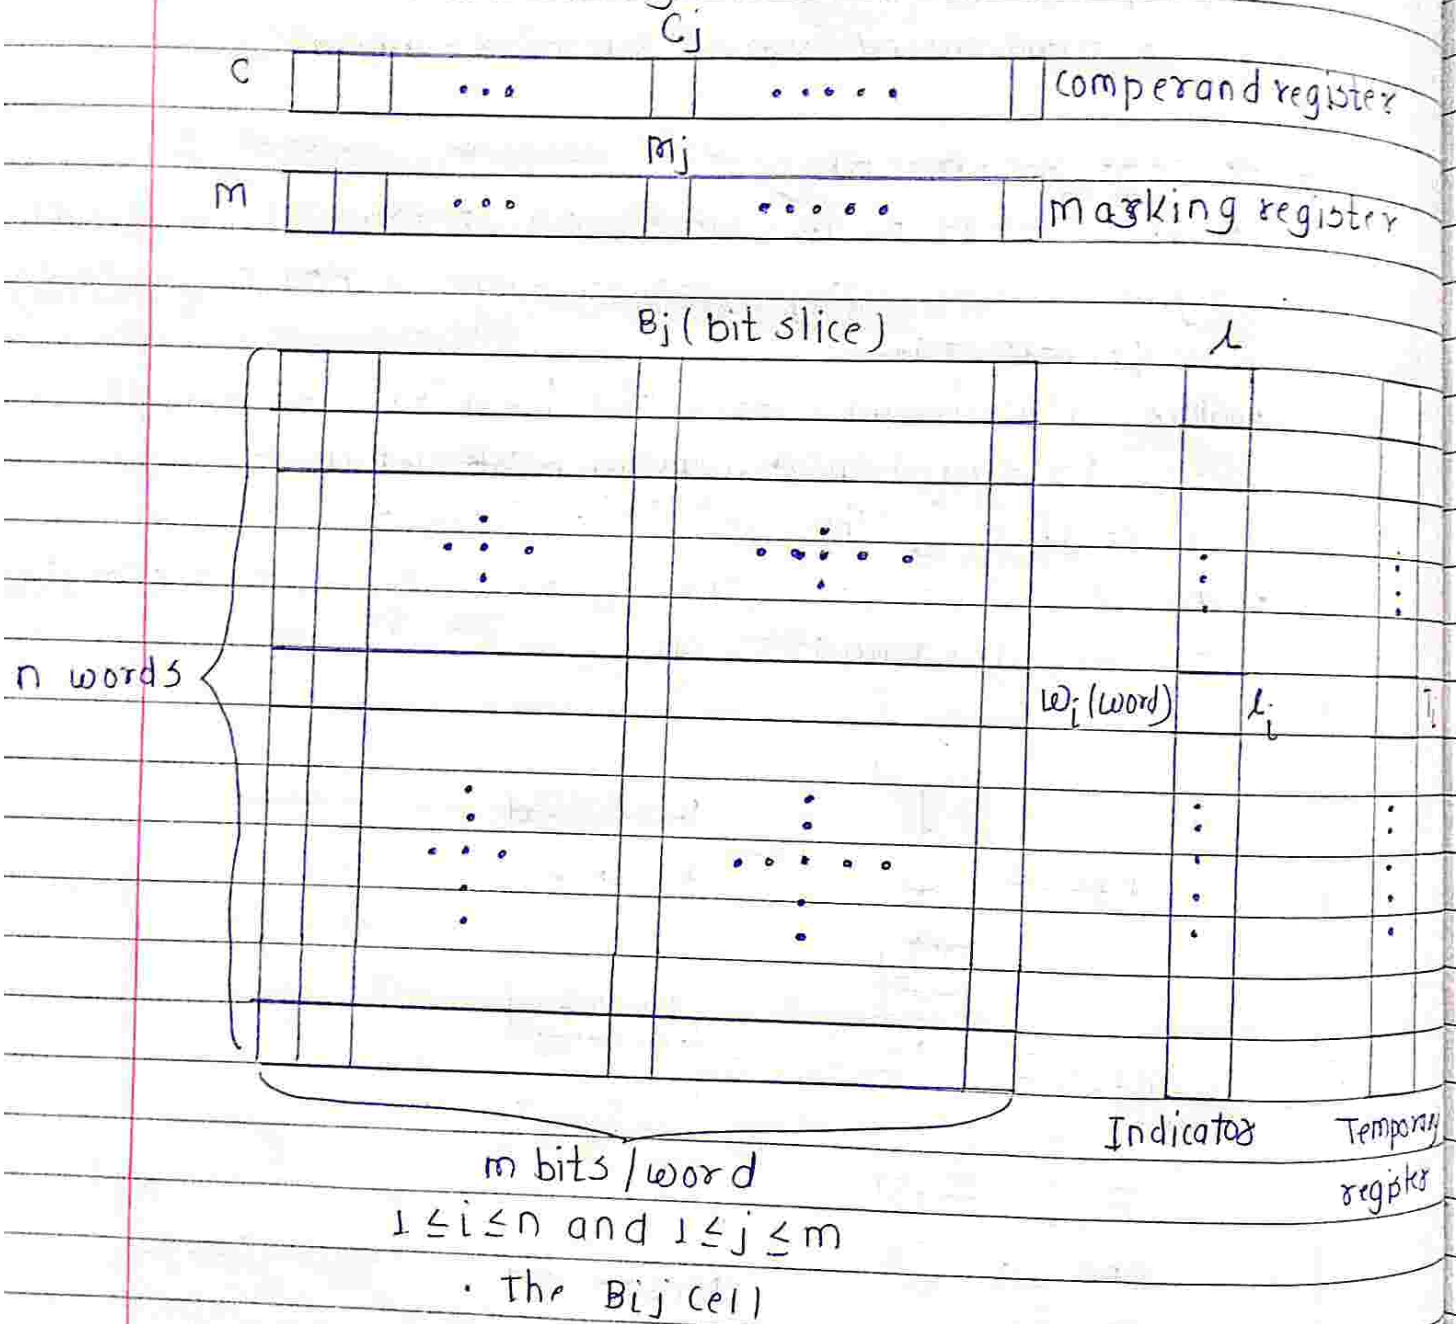 Cj
C comperand register
Mj
M Marking register
Bj (bit slice) I
n words Wi (word) Ii Ti
Indicator Temporary
register
m bits / word
1 ≤ i ≤ n and 1 ≤ j ≤ m
• The Bij Cell